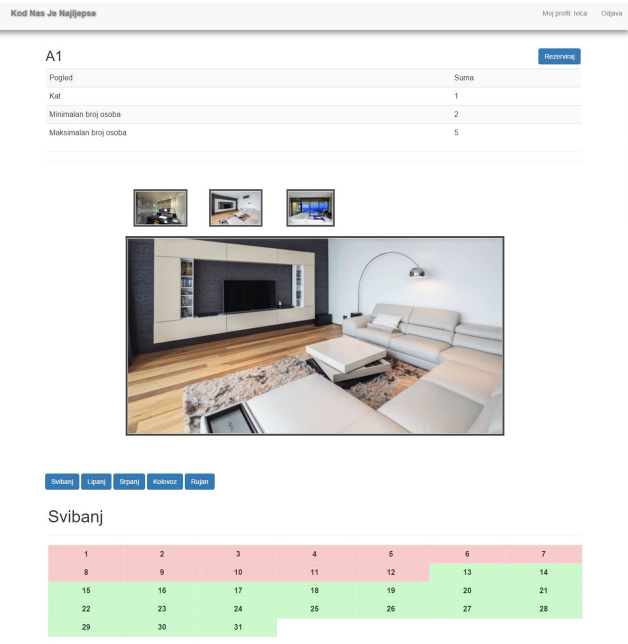 Kod Nas Je Najljepse Moj profil: Ivica Odjava
A1 Rezerviraj
Pogled Suma
Kat 1
Minimalan broj osoba 2
Maksimalan broj osoba 5
Svibanj Lipanj Srpanj Kolovoz Rujan
Svibanj
1 2 3 4 5 6 7
8 9 10 11 12 13 14
15 16 17 18 19 20 21
22 23 24 25 26 27 28
29 30 31